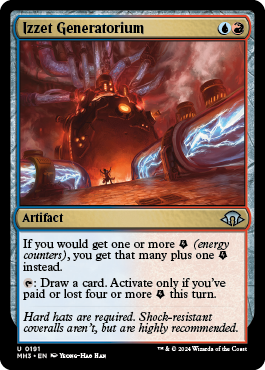 Izzet Generatorium
Artifact
If you would get one or more (energy
counters), you get that many plus one
instead.
: Draw a card. Activate only if you've
paid or lost four or more this turn.
Hard hats are required. Shock-resistant
coveralls aren't, but are highly recommended.
U 0191
MH3 • EN Yeong-Hao Han
™ & © 2024 Wizards of the Coast